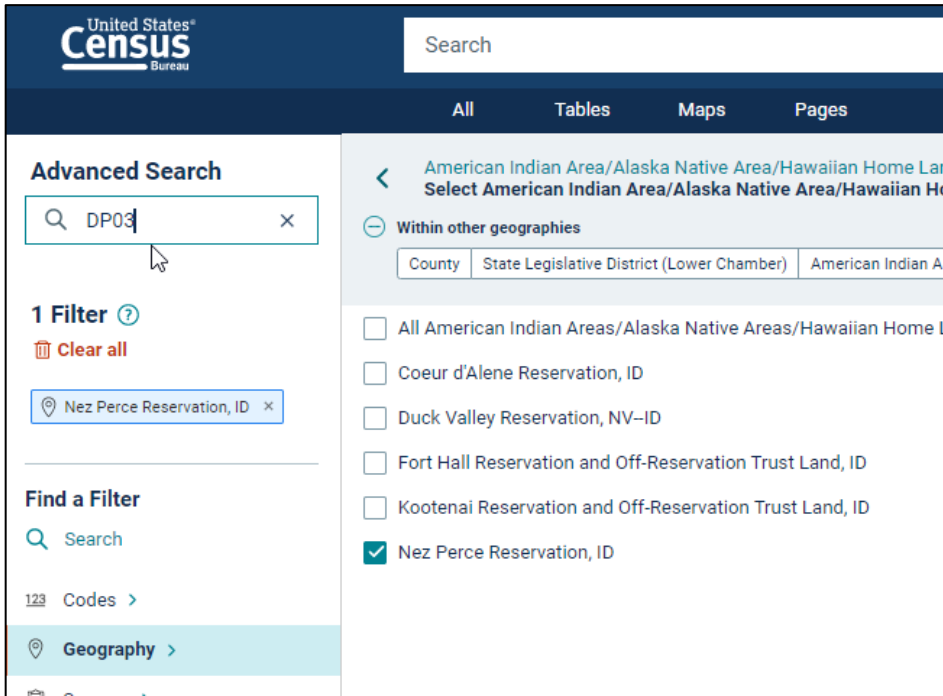 United States®
Census
Bureau
Search
All Tables Maps Pages
Advanced Search
DP03
1 Filter ?
Clear all
Nez Perce Reservation, ID ×
Find a Filter
Search
123 Codes >
Geography >
American Indian Area/Alaska Native Area/Hawaiian Home
Select American Indian Area/Alaska Native Area/Hawaiian
Within other geographies
County State Legislative District (Lower Chamber) American Indian
All American Indian Areas/Alaska Native Areas/Hawaiian Home
Coeur d'Alene Reservation, ID
Duck Valley Reservation, NV--ID
Fort Hall Reservation and Off-Reservation Trust Land, ID
Kootenai Reservation and Off-Reservation Trust Land, ID
Nez Perce Reservation, ID